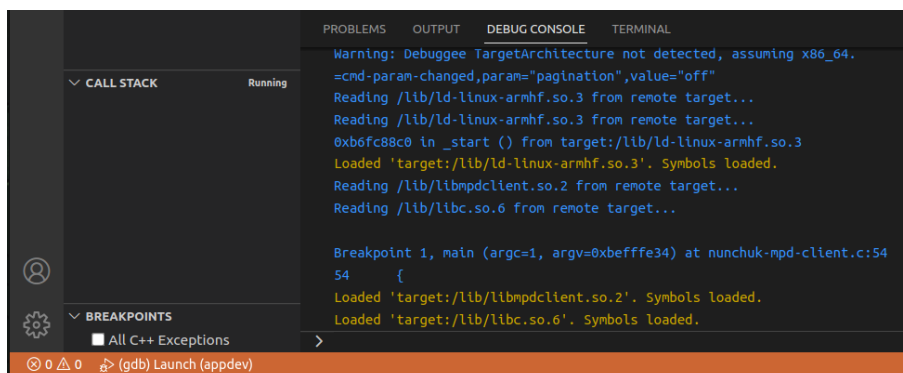 PROBLEMS OUTPUT DEBUG CONSOLE TERMINAL
Warning: Debuggee TargetArchitecture not detected, assuming x86_64.
=cmd-param-changed,param="pagination",value="off"
CALL STACK Running
Reading /lib/ld-linux-armhf.so.3 from remote target...
Reading /lib/ld-linux-armhf.so.3 from remote target...
0xb6fc88c0 in _start () from target:/lib/ld-linux-armhf.so.3
Loaded 'target:/lib/ld-linux-armhf.so.3'. Symbols loaded.
Reading /lib/libmpdclient.so.2 from remote target...
Reading /lib/libc.so.6 from remote target...
Breakpoint 1, main (argc=1, argv=0xbefffe34) at nunchuk-mpd-client.c:54
54 {
Loaded 'target:/lib/libmpdclient.so.2'. Symbols loaded.
Loaded 'target:/lib/libc.so.6'. Symbols loaded.
BREAKPOINTS
All C++ Exceptions
>
0 0 (gdb) Launch (appdev)